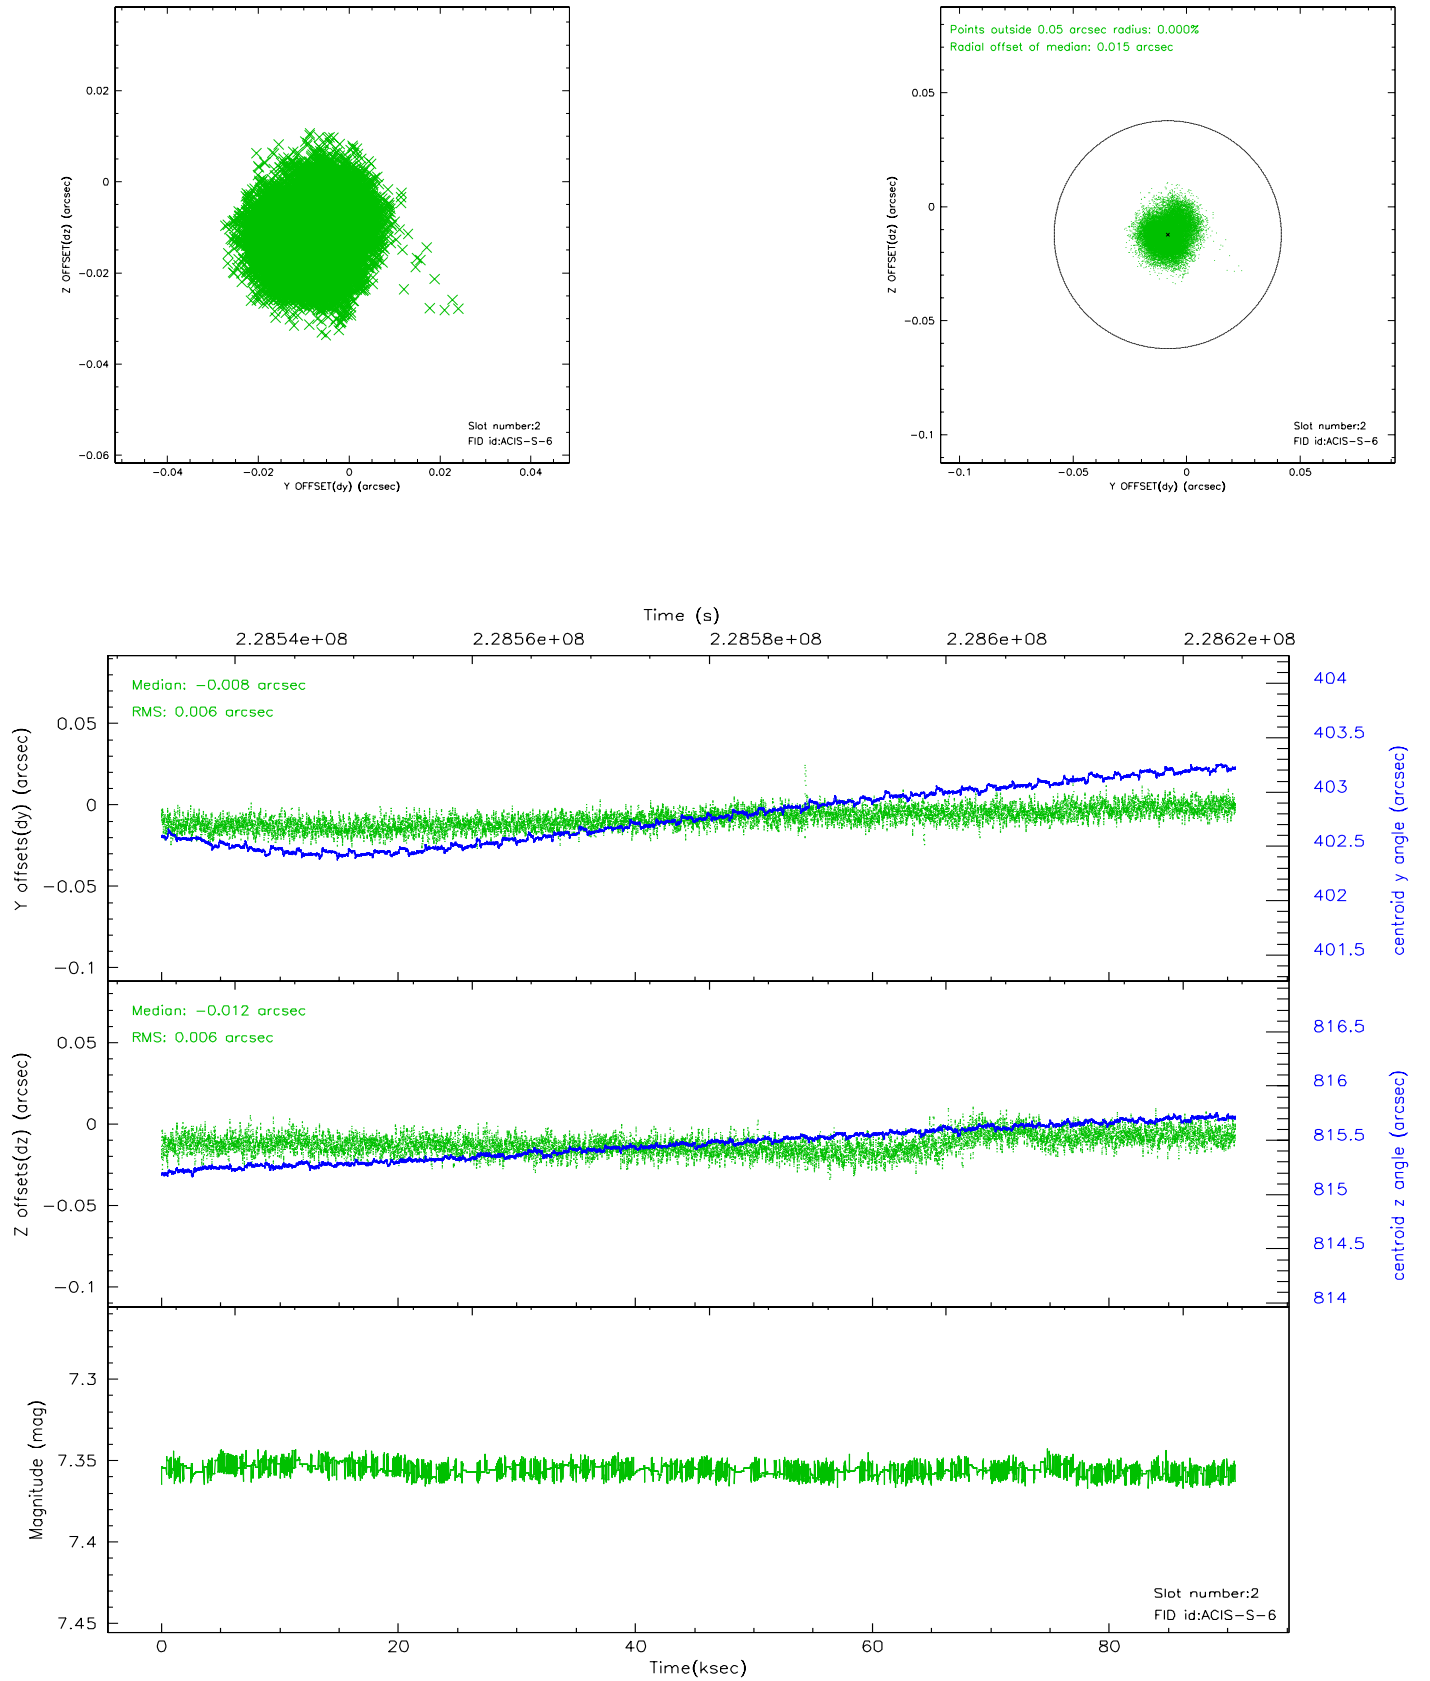 0.02
0
-0.02
-0.04
-0.06
Z OFFSET(dz) (arcsec)
Slot number:2
FID id:ACIS-S-6
-0.04 -0.02 0 0.02 0.04
Y OFFSET(dy) (arcsec)
Points outside 0.05 arcsec radius: 0.000%
Radial offset of median: 0.015 arcsec
0.05
0
-0.05
-0.1
Z OFFSET(dz) (arcsec)
Slot number:2
FID id:ACIS-S-6
-0.1 -0.05 0 0.05
Y OFFSET(dy) (arcsec)
Time (s)
2.2854e+08 2.2856e+08 2.2858e+08 2.286e+08 2.2862e+08
Median: -0.008 arcsec
RMS: 0.006 arcsec
0.05
0
-0.05
-0.1
Y offsets(dy) (arcsec)
404
403.5
403
402.5
402
401.5
centroid y angle (arcsec)
Median: -0.012 arcsec
RMS: 0.006 arcsec
0.05
0
-0.05
-0.1
Z offsets(dz) (arcsec)
816.5
816
815.5
815
814.5
814
centroid z angle (arcsec)
7.3
7.35
7.4
7.45
Magnitude (mag)
Slot number:2
FID id:ACIS-S-6
0 20 40 60 80
Time(ksec)